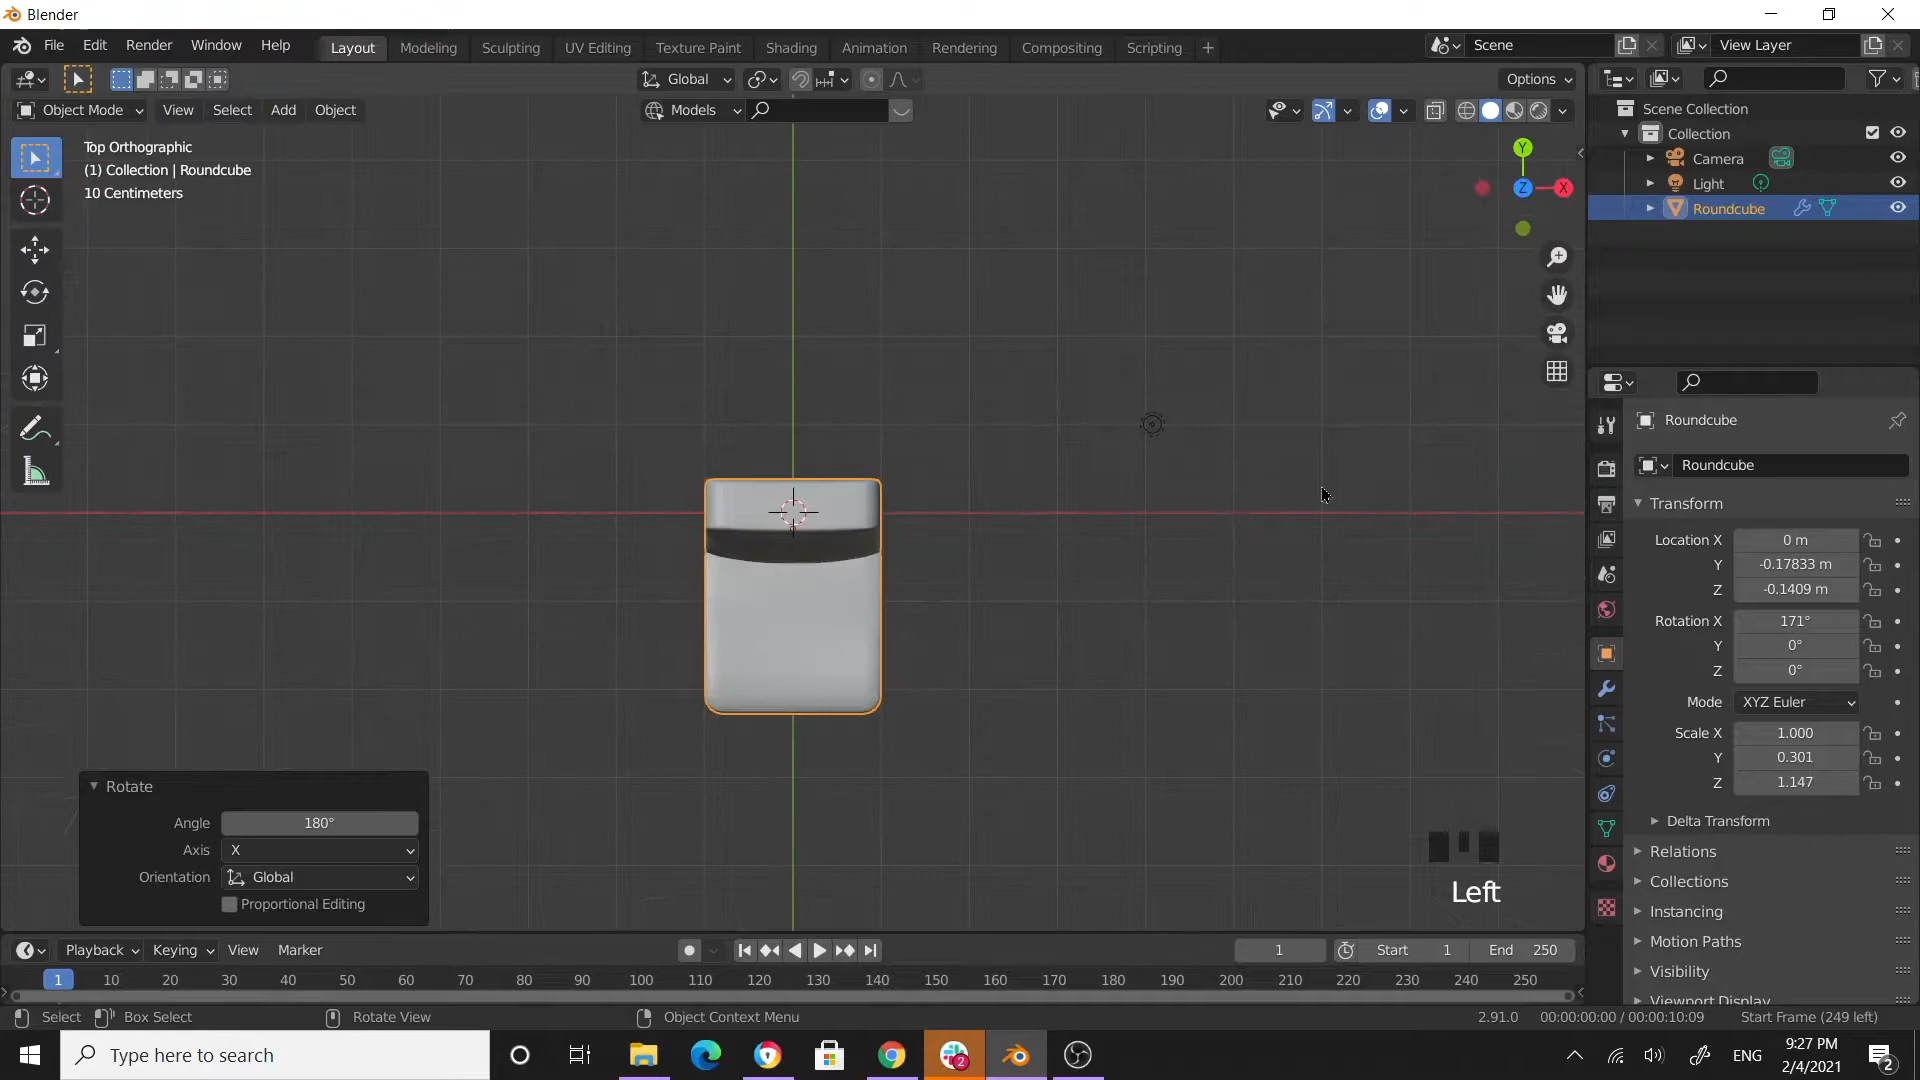 Blender
File Edit Render Window Help Layout Modeling Sculpting UV Editing Texture Paint Shading Animation Rendering Compositing Scripting + Scene View Layer
Global Options
Object Mode View Select Add Object Models
Top Orthographic
(1) Collection | Roundcube
10 Centimeters
Y
Z X
Scene Collection
Collection
Camera
Light
Roundcube
Roundcube
Roundcube
Transform
Location X 0 m
Y -0.17833 m
Z -0.1409 m
Rotation X 171°
Y 0°
Z 0°
Mode XYZ Euler
Scale X 1.000
Y 0.301
Z 1.147
Delta Transform
Relations
Collections
Instancing
Motion Paths
Visibility
Viewport Display
Rotate
Angle 180°
Axis X
Orientation Global
Proportional Editing
Left
Playback Keying View Marker 1 Start 1 End 250
1 10 20 30 40 50 60 70 80 90 100 110 120 130 140 150 160 170 180 190 200 210 220 230 240 250
Select Box Select Rotate View Object Context Menu 2.91.0 00:00:00:00 / 00:00:10:09 Start Frame (249 left)
Type here to search 2 ENG 9:27 PM 2/4/2021 2